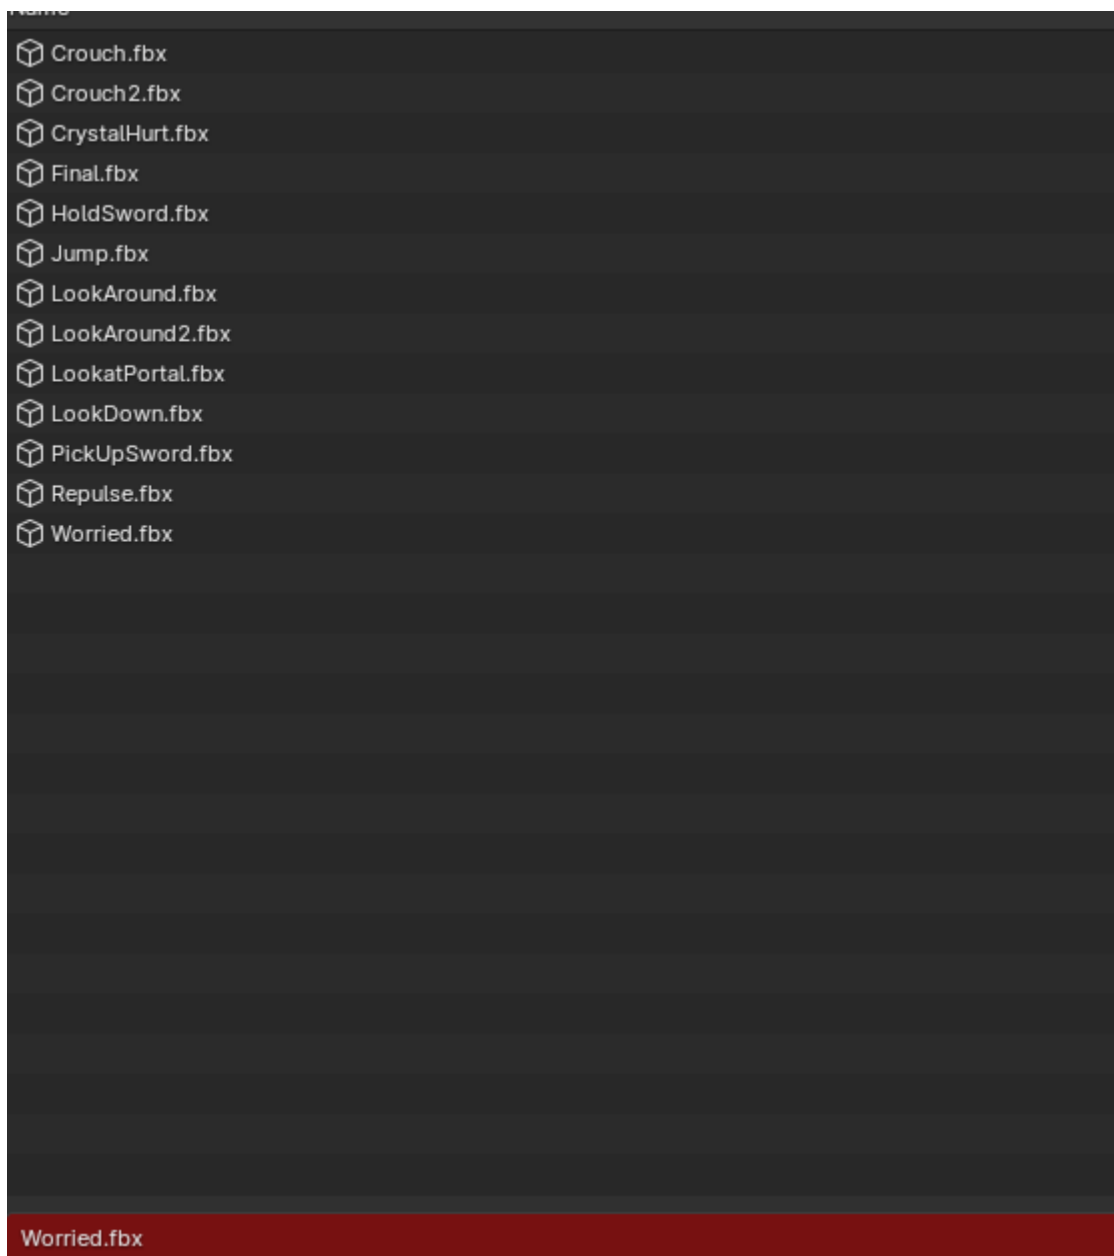 Name
Crouch.fbx
Crouch2.fbx
CrystalHurt.fbx
Final.fbx
HoldSword.fbx
Jump.fbx
LookAround.fbx
LookAround2.fbx
LookatPortal.fbx
LookDown.fbx
PickUpSword.fbx
Repulse.fbx
Worried.fbx
Worried.fbx